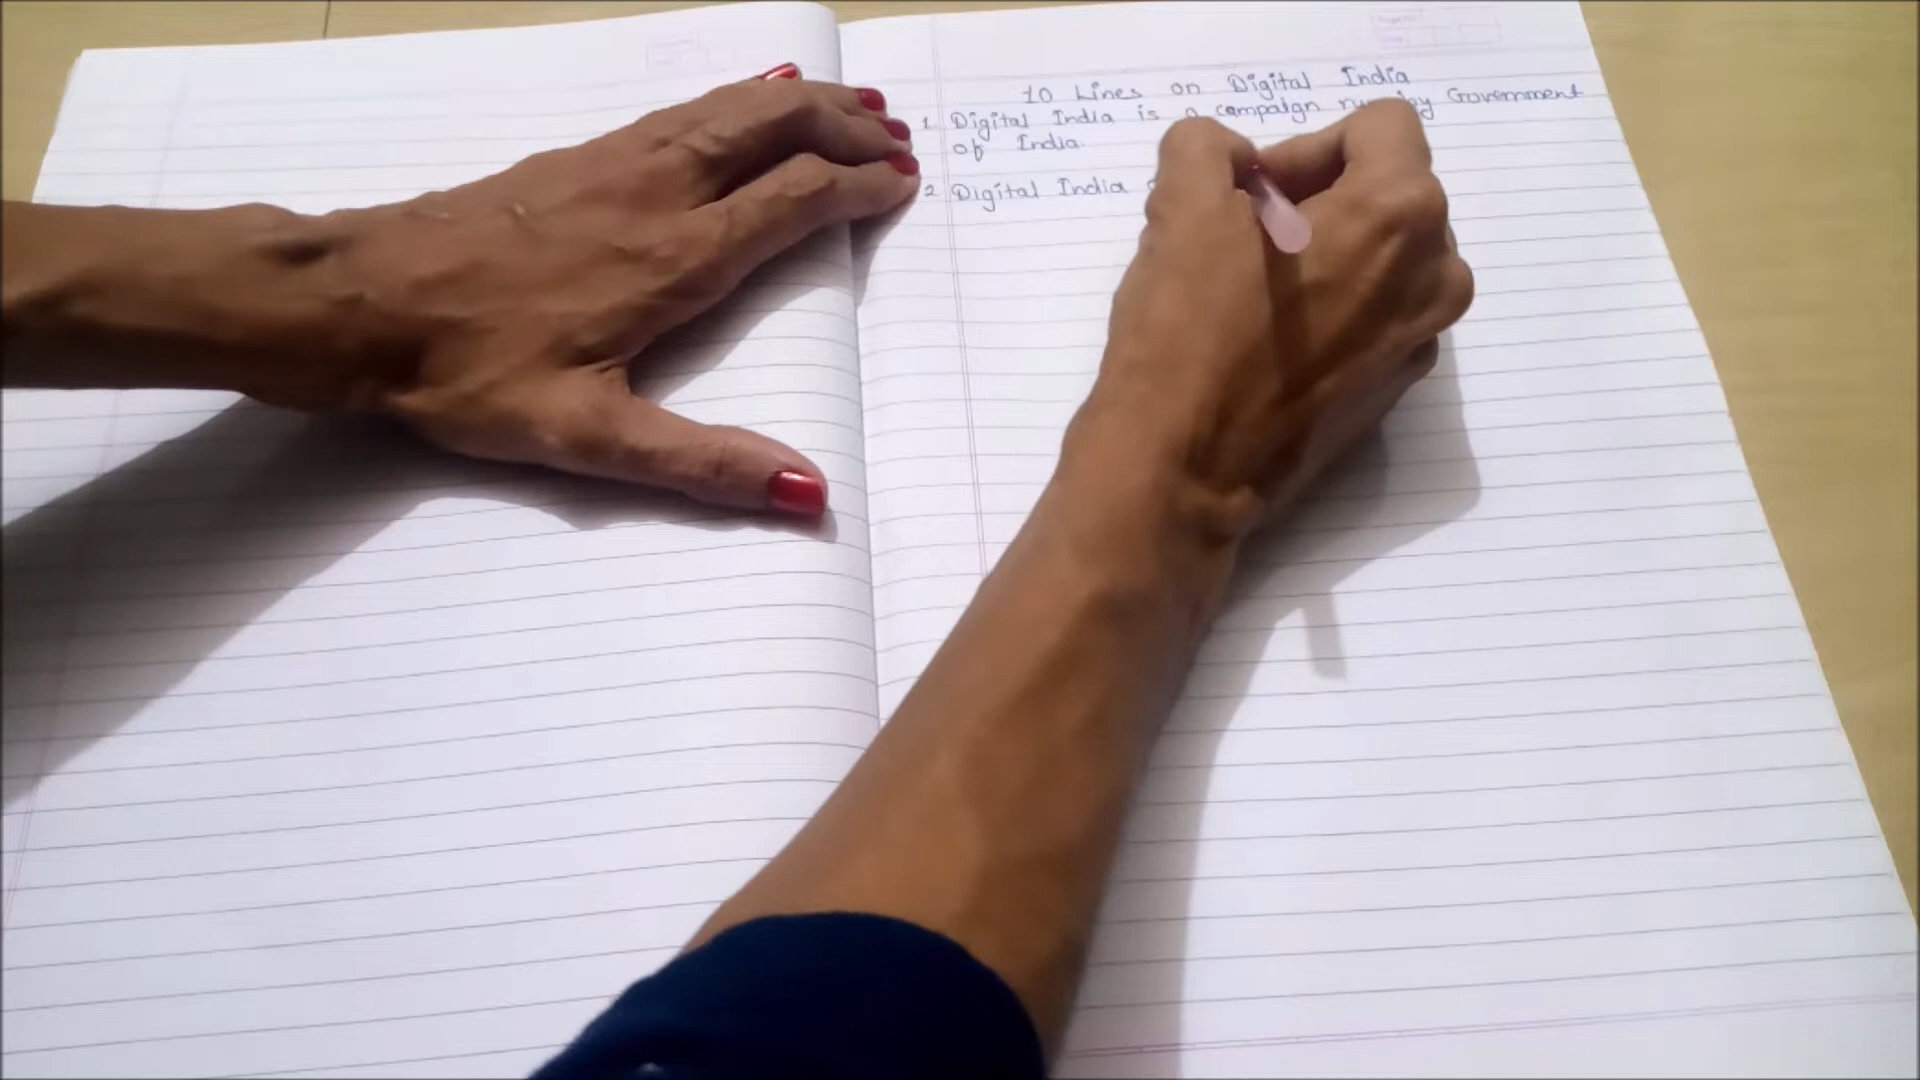 10 Lines on Digital India
1 Digital India is a campaign by Government
of India.
2 Digital India